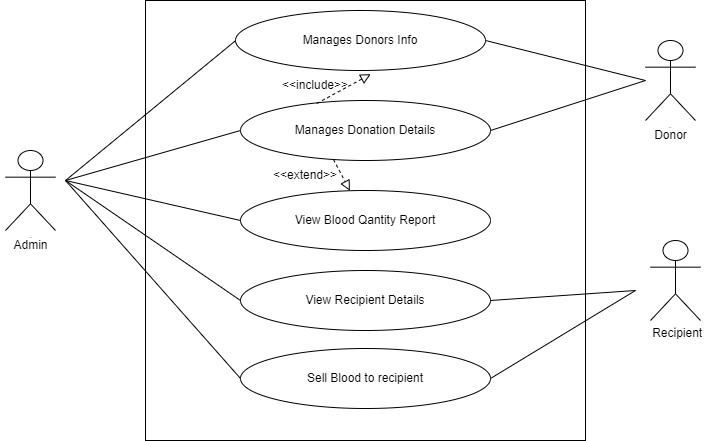 Manages Donors Info
<<include>>
Manages Donation Details
<<extend>>
View Blood Qantity Report
View Recipient Details
Sell Blood to recipient
Admin
Donor
Recipient